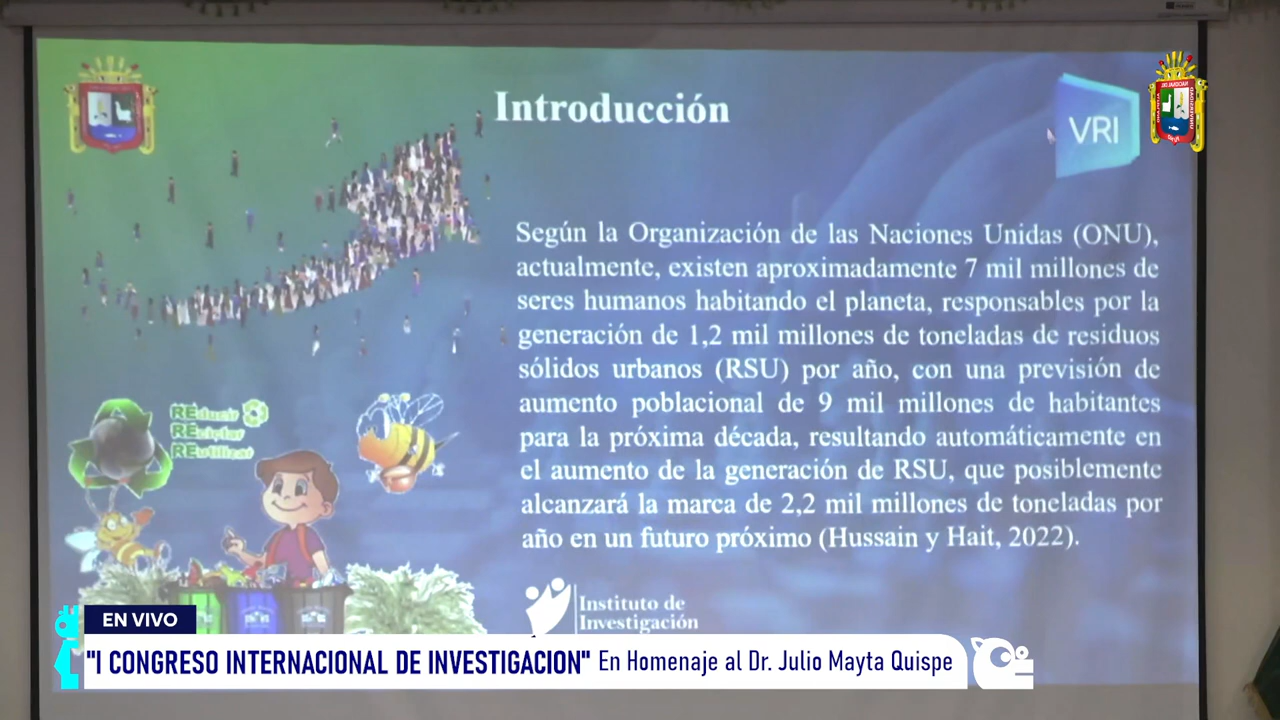 Introducción
VRI
Según la Organización de las Naciones Unidas (ONU),
actualmente, existen aproximadamente 7 mil millones de
seres humanos habitando el planeta, responsables por la
generación de 1,2 mil millones de toneladas de residuos
sólidos urbanos (RSU) por año, con una previsión de
aumento poblacional de 9 mil millones de habitantes
para la próxima década, resultando automáticamente en
el aumento de la generación de RSU, que posiblemente
alcanzará la marca de 2,2 mil millones de toneladas por
año en un futuro próximo (Hussain y Hait, 2022).
REducir
REciclar
REutilizar
Instituto de
Investigación
EN VIVO
"I CONGRESO INTERNACIONAL DE INVESTIGACION" En Homenaje al Dr. Julio Mayta Quispe